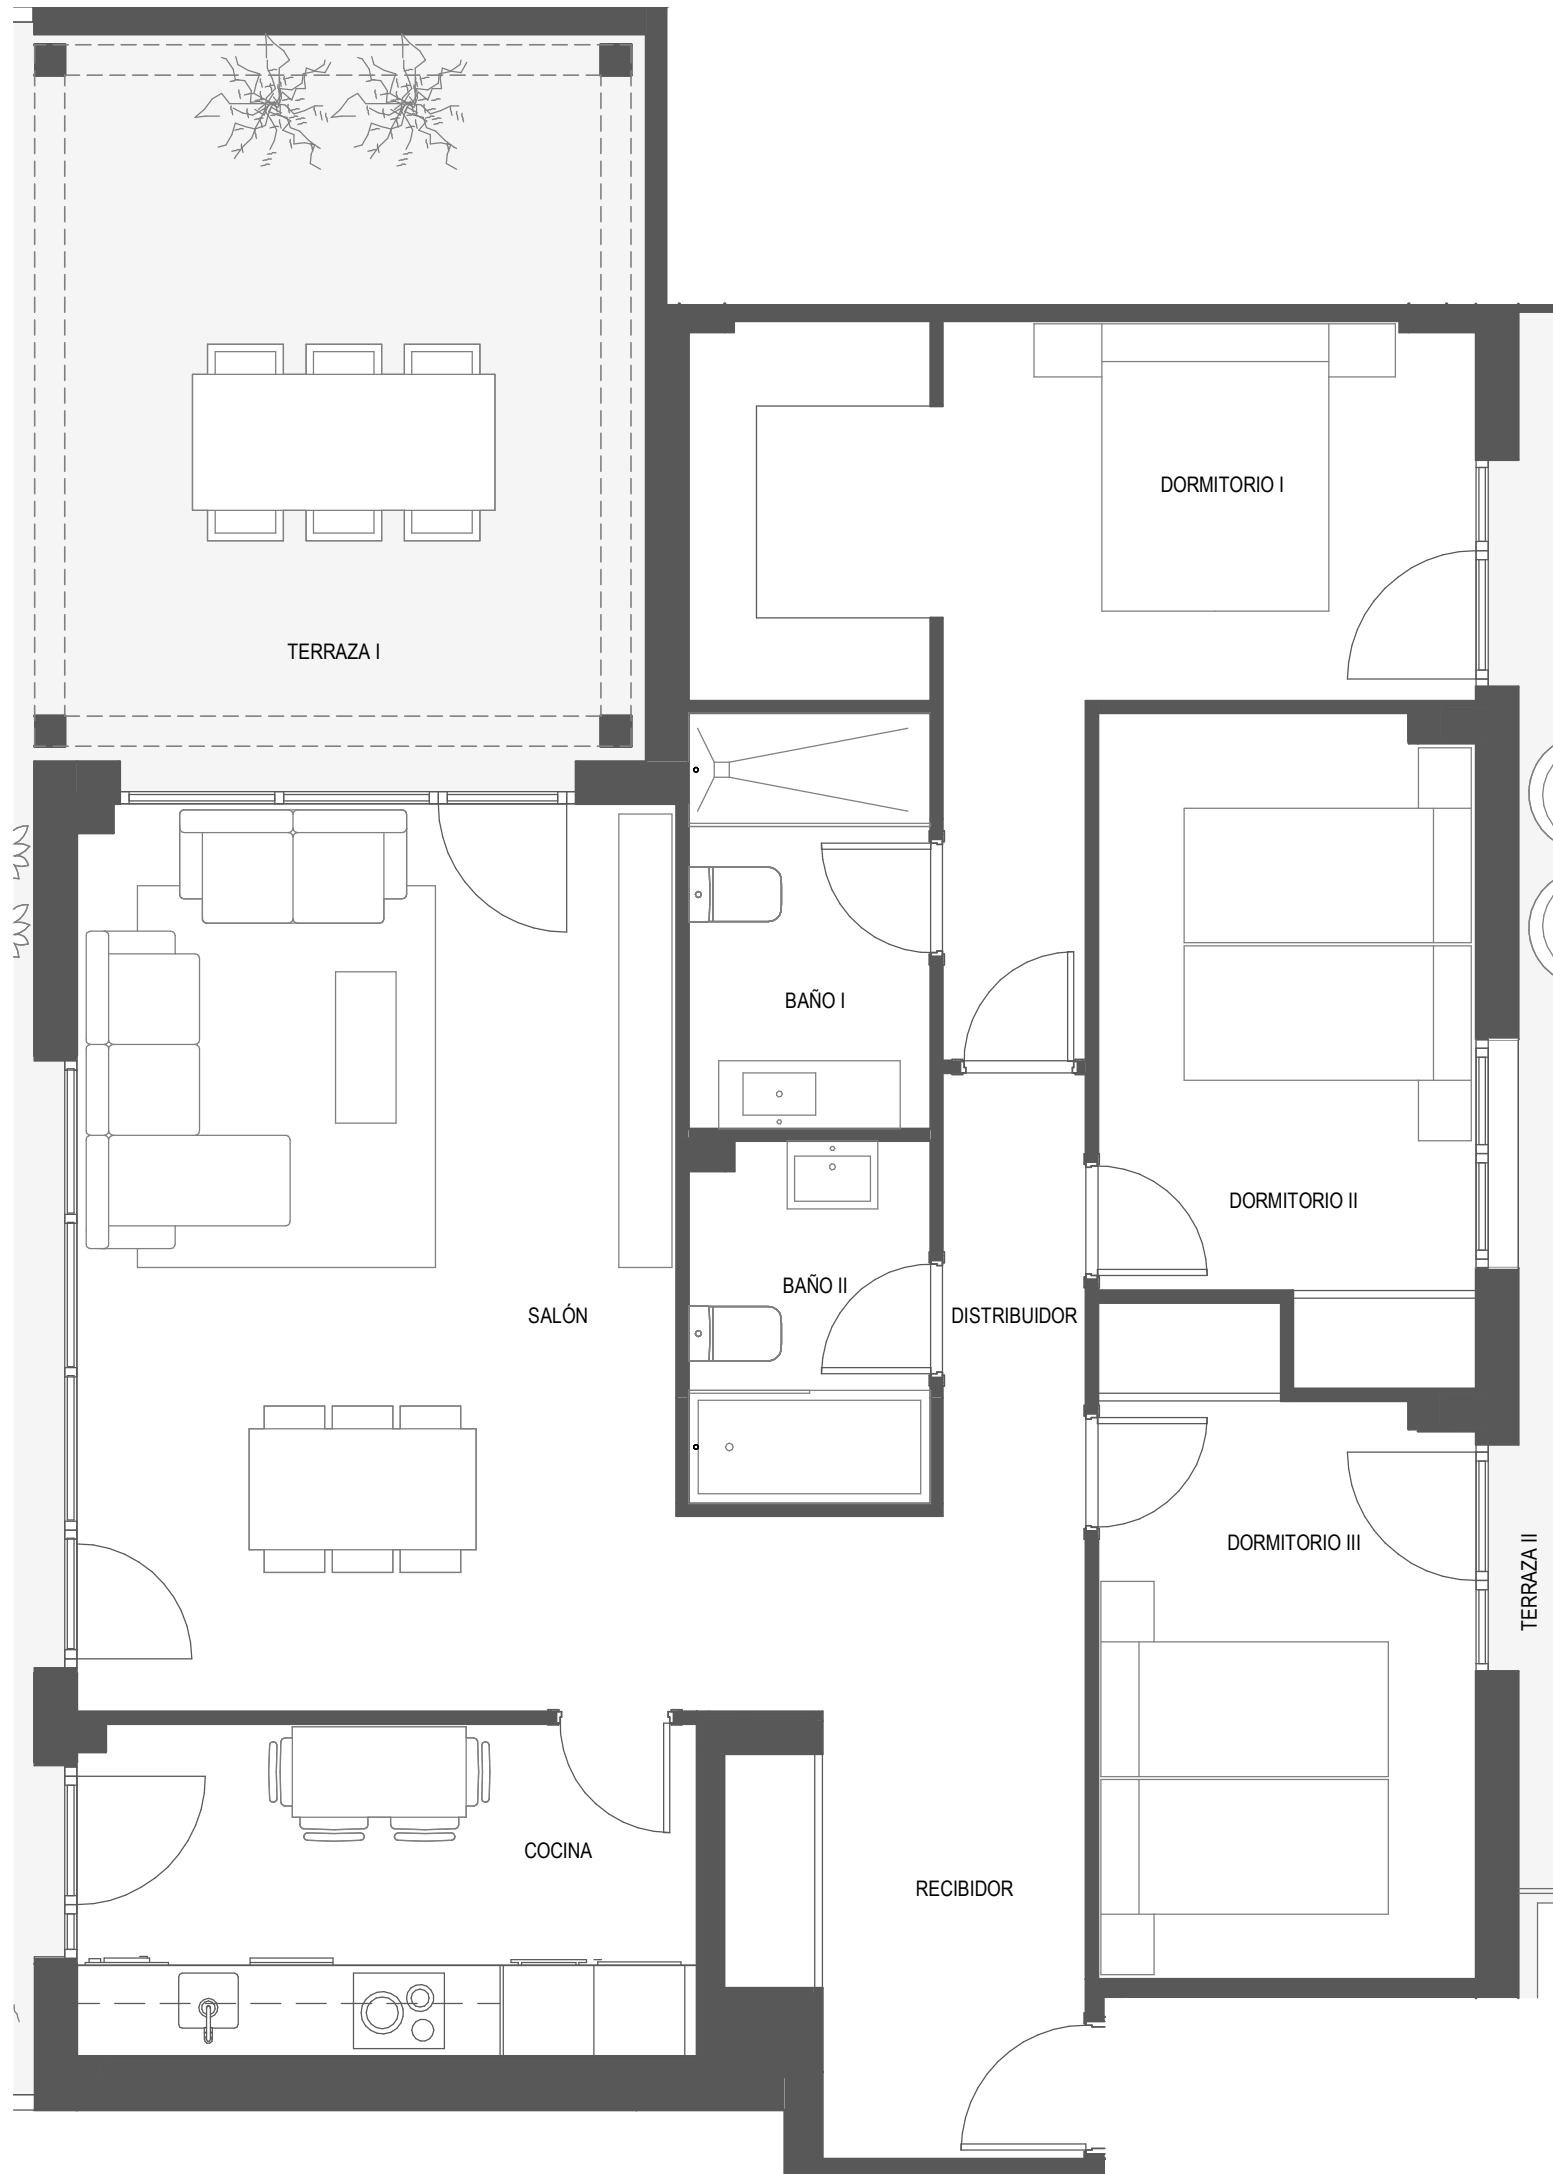 DORMITORIO I
TERRAZA I
BAÑO I
DORMITORIO II
BAÑO II
SALÓN
DISTRIBUIDOR
DORMITORIO III
TERRAZA II
COCINA
RECIBIDOR